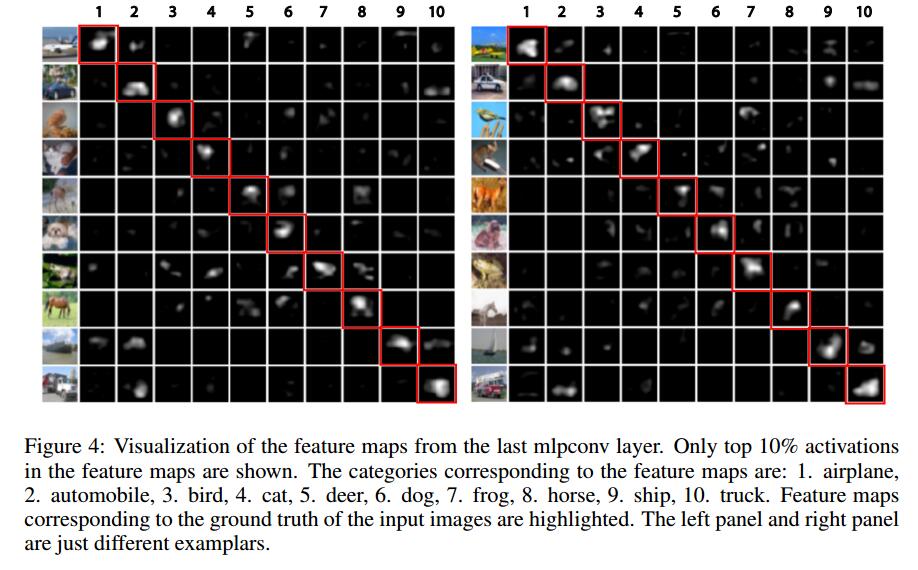 1 2 3 4 5 6 7 8 9 10 1 2 3 4 5 6 7 8 9 10
Figure 4: Visualization of the feature maps from the last mlpconv layer. Only top 10% activations
in the feature maps are shown. The categories corresponding to the feature maps are: 1. airplane,
2. automobile, 3. bird, 4. cat, 5. deer, 6. dog, 7. frog, 8. horse, 9. ship, 10. truck. Feature maps
corresponding to the ground truth of the input images are highlighted. The left panel and right panel
are just different examplars.